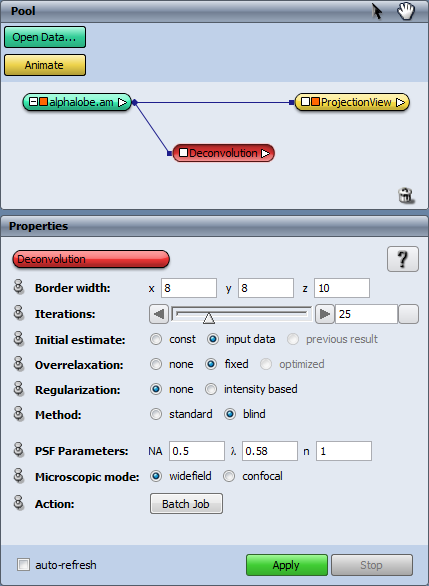 Pool
Open Data...
Animate
alphalobe.am
ProjectionView
Deconvolution
Properties
Deconvolution
?
Border width: x 8 y 8 z 10
Iterations: 25
Initial estimate: const input data previous result
Overrelaxation: none fixed optimized
Regularization: none intensity based
Method: standard blind
PSF Parameters: NA 0.5 λ 0.58 n 1
Microscopic mode: widefield confocal
Action: Batch Job
auto-refresh Apply Stop